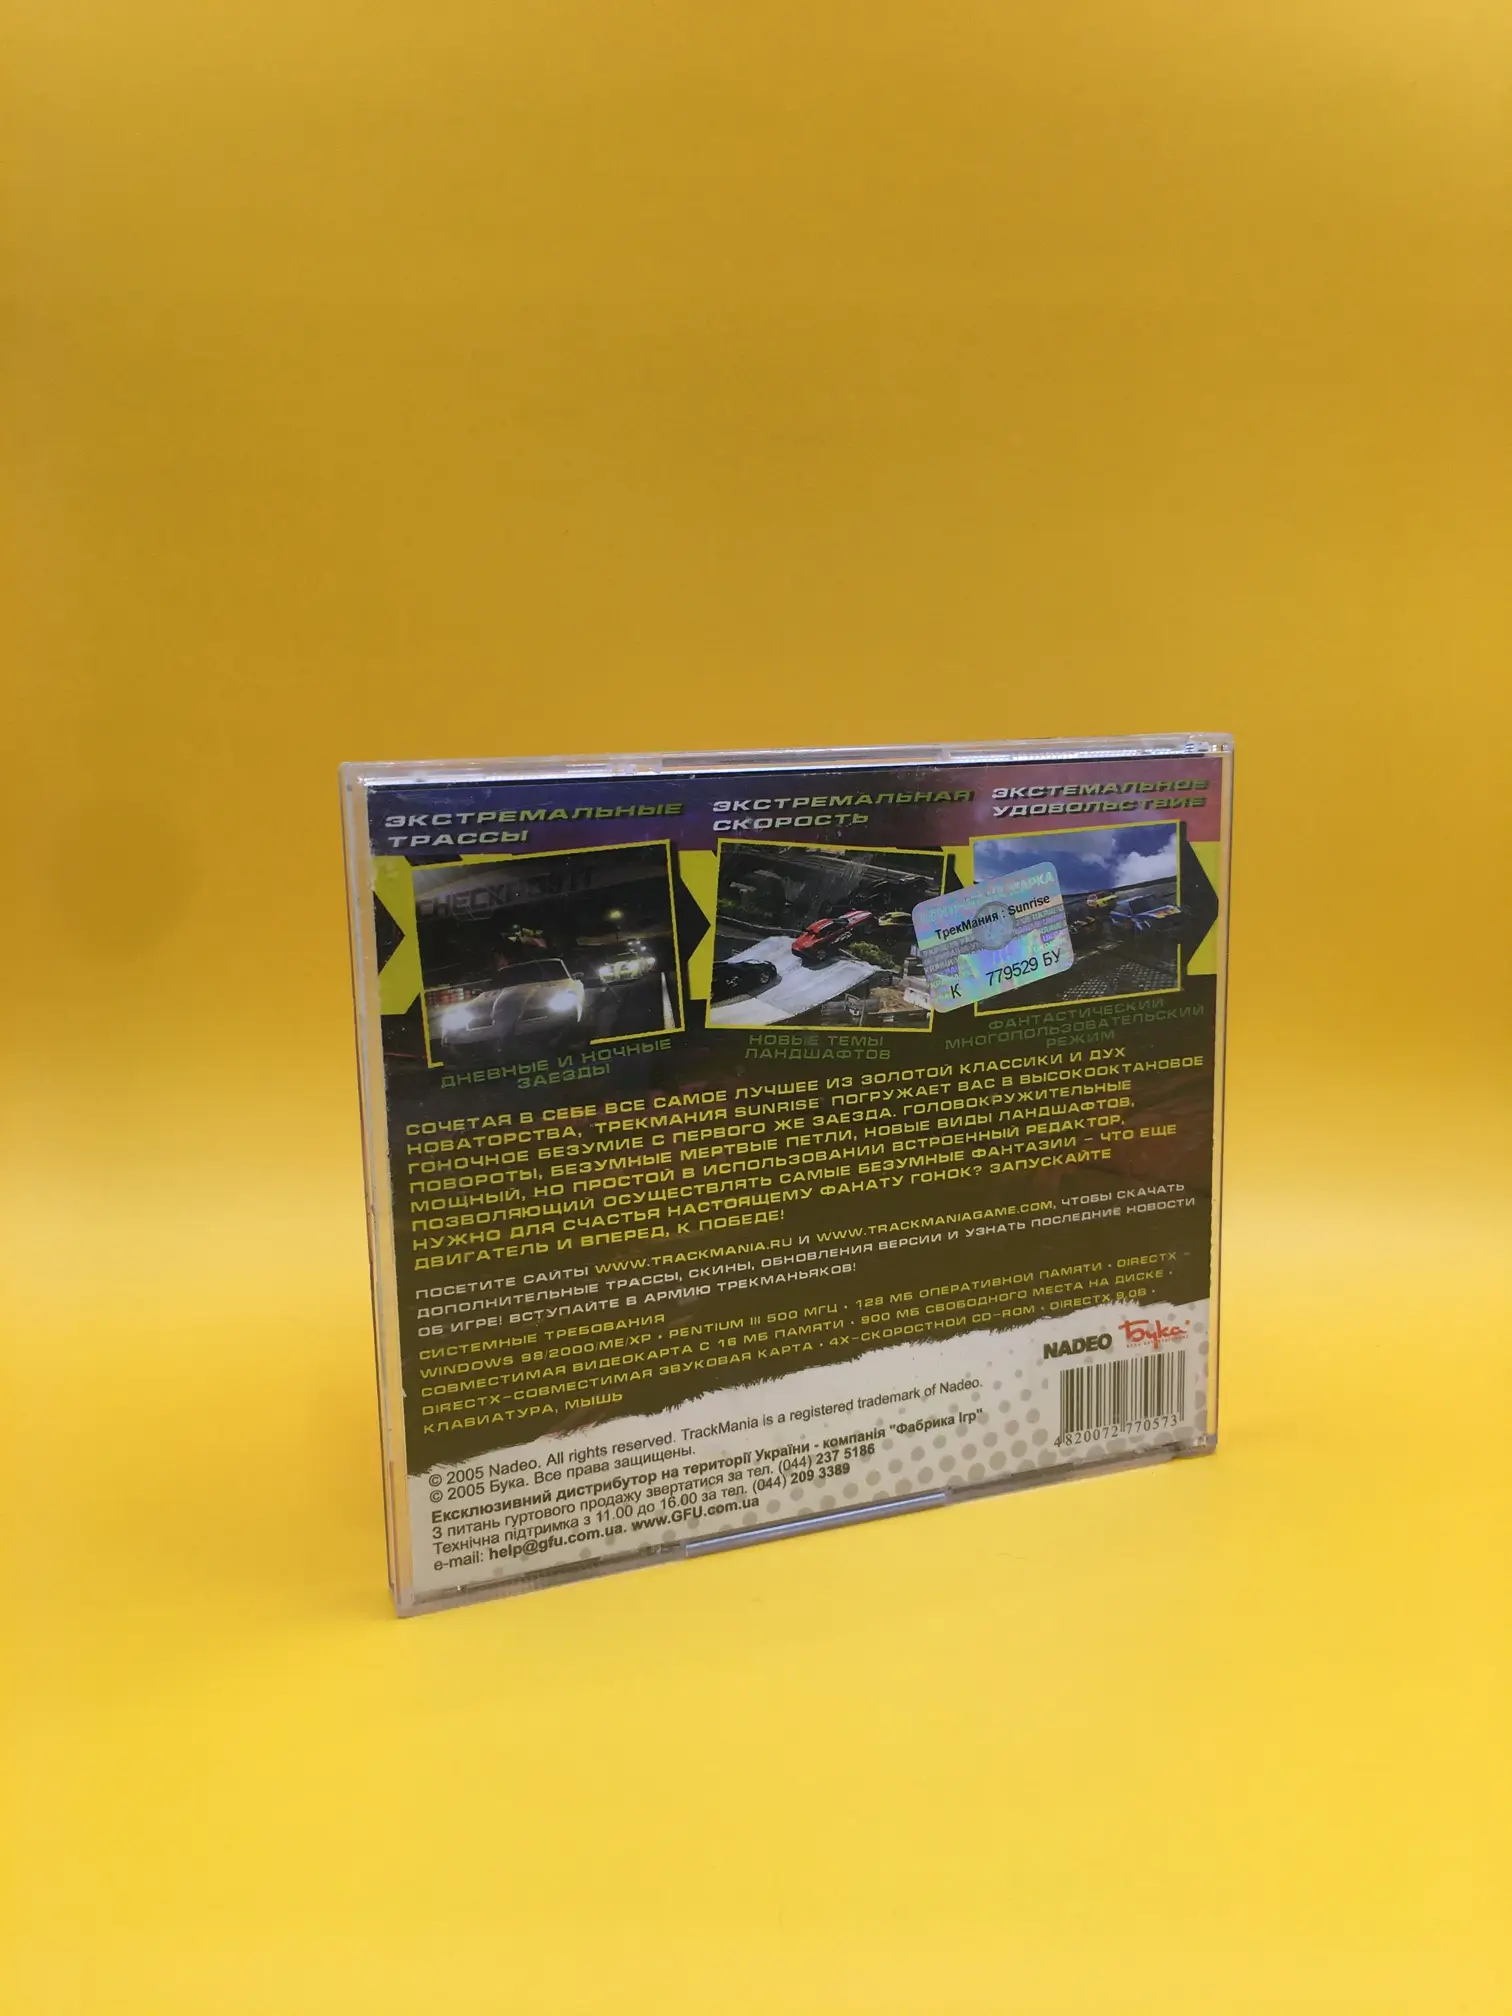 ЭКСТРЕМАЛЬНЫЕ
ТРАССЫ
ЭКСТРЕМАЛЬНАЯ
СКОРОСТЬ
ЭКСТЕМАЛЬНОЕ
УДОВОЛЬСТВИЕ
ТрекМания : Sunrise
К 779529 БУ
ДНЕВНЫЕ И НОЧНЫЕ
ЗАЕЗДЫ
НОВЫЕ ТЕМЫ
ЛАНДШАФТОВ
ФАНТАСТИЧЕСКИЙ
МНОГОПОЛЬЗОВАТЕЛЬСКИЙ
РЕЖИМ
СОЧЕТАЯ В СЕБЕ ВСЕ САМОЕ ЛУЧШЕЕ ИЗ ЗОЛОТОЙ КЛАССИКИ И ДУХ
НОВАТОРСТВА, "ТРЕКМАНИЯ SUNRISE" ПОГРУЖАЕТ ВАС В ВЫСОКООКТАНОВОЕ
ГОНОЧНОЕ БЕЗУМИЕ С ПЕРВОГО ЖЕ ЗАЕЗДА. ГОЛОВОКРУЖИТЕЛЬНЫЕ
ПОВОРОТЫ, БЕЗУМНЫЕ МЕРТВЫЕ ПЕТЛИ, НОВЫЕ ВИДЫ ЛАНДШАФТОВ,
МОЩНЫЙ, НО ПРОСТОЙ В ИСПОЛЬЗОВАНИИ ВСТРОЕННЫЙ РЕДАКТОР,
ПОЗВОЛЯЮЩИЙ ОСУЩЕСТВЛЯТЬ САМЫЕ БЕЗУМНЫЕ ФАНТАЗИИ – ЧТО ЕЩЕ
НУЖНО ДЛЯ СЧАСТЬЯ НАСТОЯЩЕМУ ФАНАТУ ГОНОК? ЗАПУСКАЙТЕ
ДВИГАТЕЛЬ И ВПЕРЕД, К ПОБЕДЕ!
ПОСЕТИТЕ САЙТЫ WWW.TRACKMANIA.RU И WWW.TRACKMANIAGAME.COM, ЧТОБЫ СКАЧАТЬ
ДОПОЛНИТЕЛЬНЫЕ ТРАССЫ, СКИНЫ, ОБНОВЛЕНИЯ ВЕРСИИ И УЗНАТЬ ПОСЛЕДНИЕ НОВОСТИ
ОБ ИГРЕ! ВСТУПАЙТЕ В АРМИЮ ТРЕКМАНЬЯКОВ!
СИСТЕМНЫЕ ТРЕБОВАНИЯ
WINDOWS 98/2000/ME/XP · PENTIUM III 500 МГЦ · 128 МБ ОПЕРАТИВНОЙ ПАМЯТИ · DIRECTX –
СОВМЕСТИМАЯ ВИДЕОКАРТА С 16 МБ ПАМЯТИ · 900 МБ СВОБОДНОГО МЕСТА НА ДИСКЕ ·
DIRECTX–СОВМЕСТИМАЯ ЗВУКОВАЯ КАРТА · 4X–СКОРОСТНОЙ CD–ROM · DIRECTX 9.0B ·
КЛАВИАТУРА, МЫШЬ
NADEO Бука
© 2005 Nadeo. All rights reserved. TrackMania is a registered trademark of Nadeo.
© 2005 Бука. Все права защищены.
Ексклюзивний дистрибутор на території України - компанія "Фабрика Ігр"
З питань гуртового продажу звертатися за тел. (044) 237 5186
Технічна підтримка з 11.00 до 16.00 за тел. (044) 209 3389
e-mail: help@gfu.com.ua. www.GFU.com.ua
4820072 770573